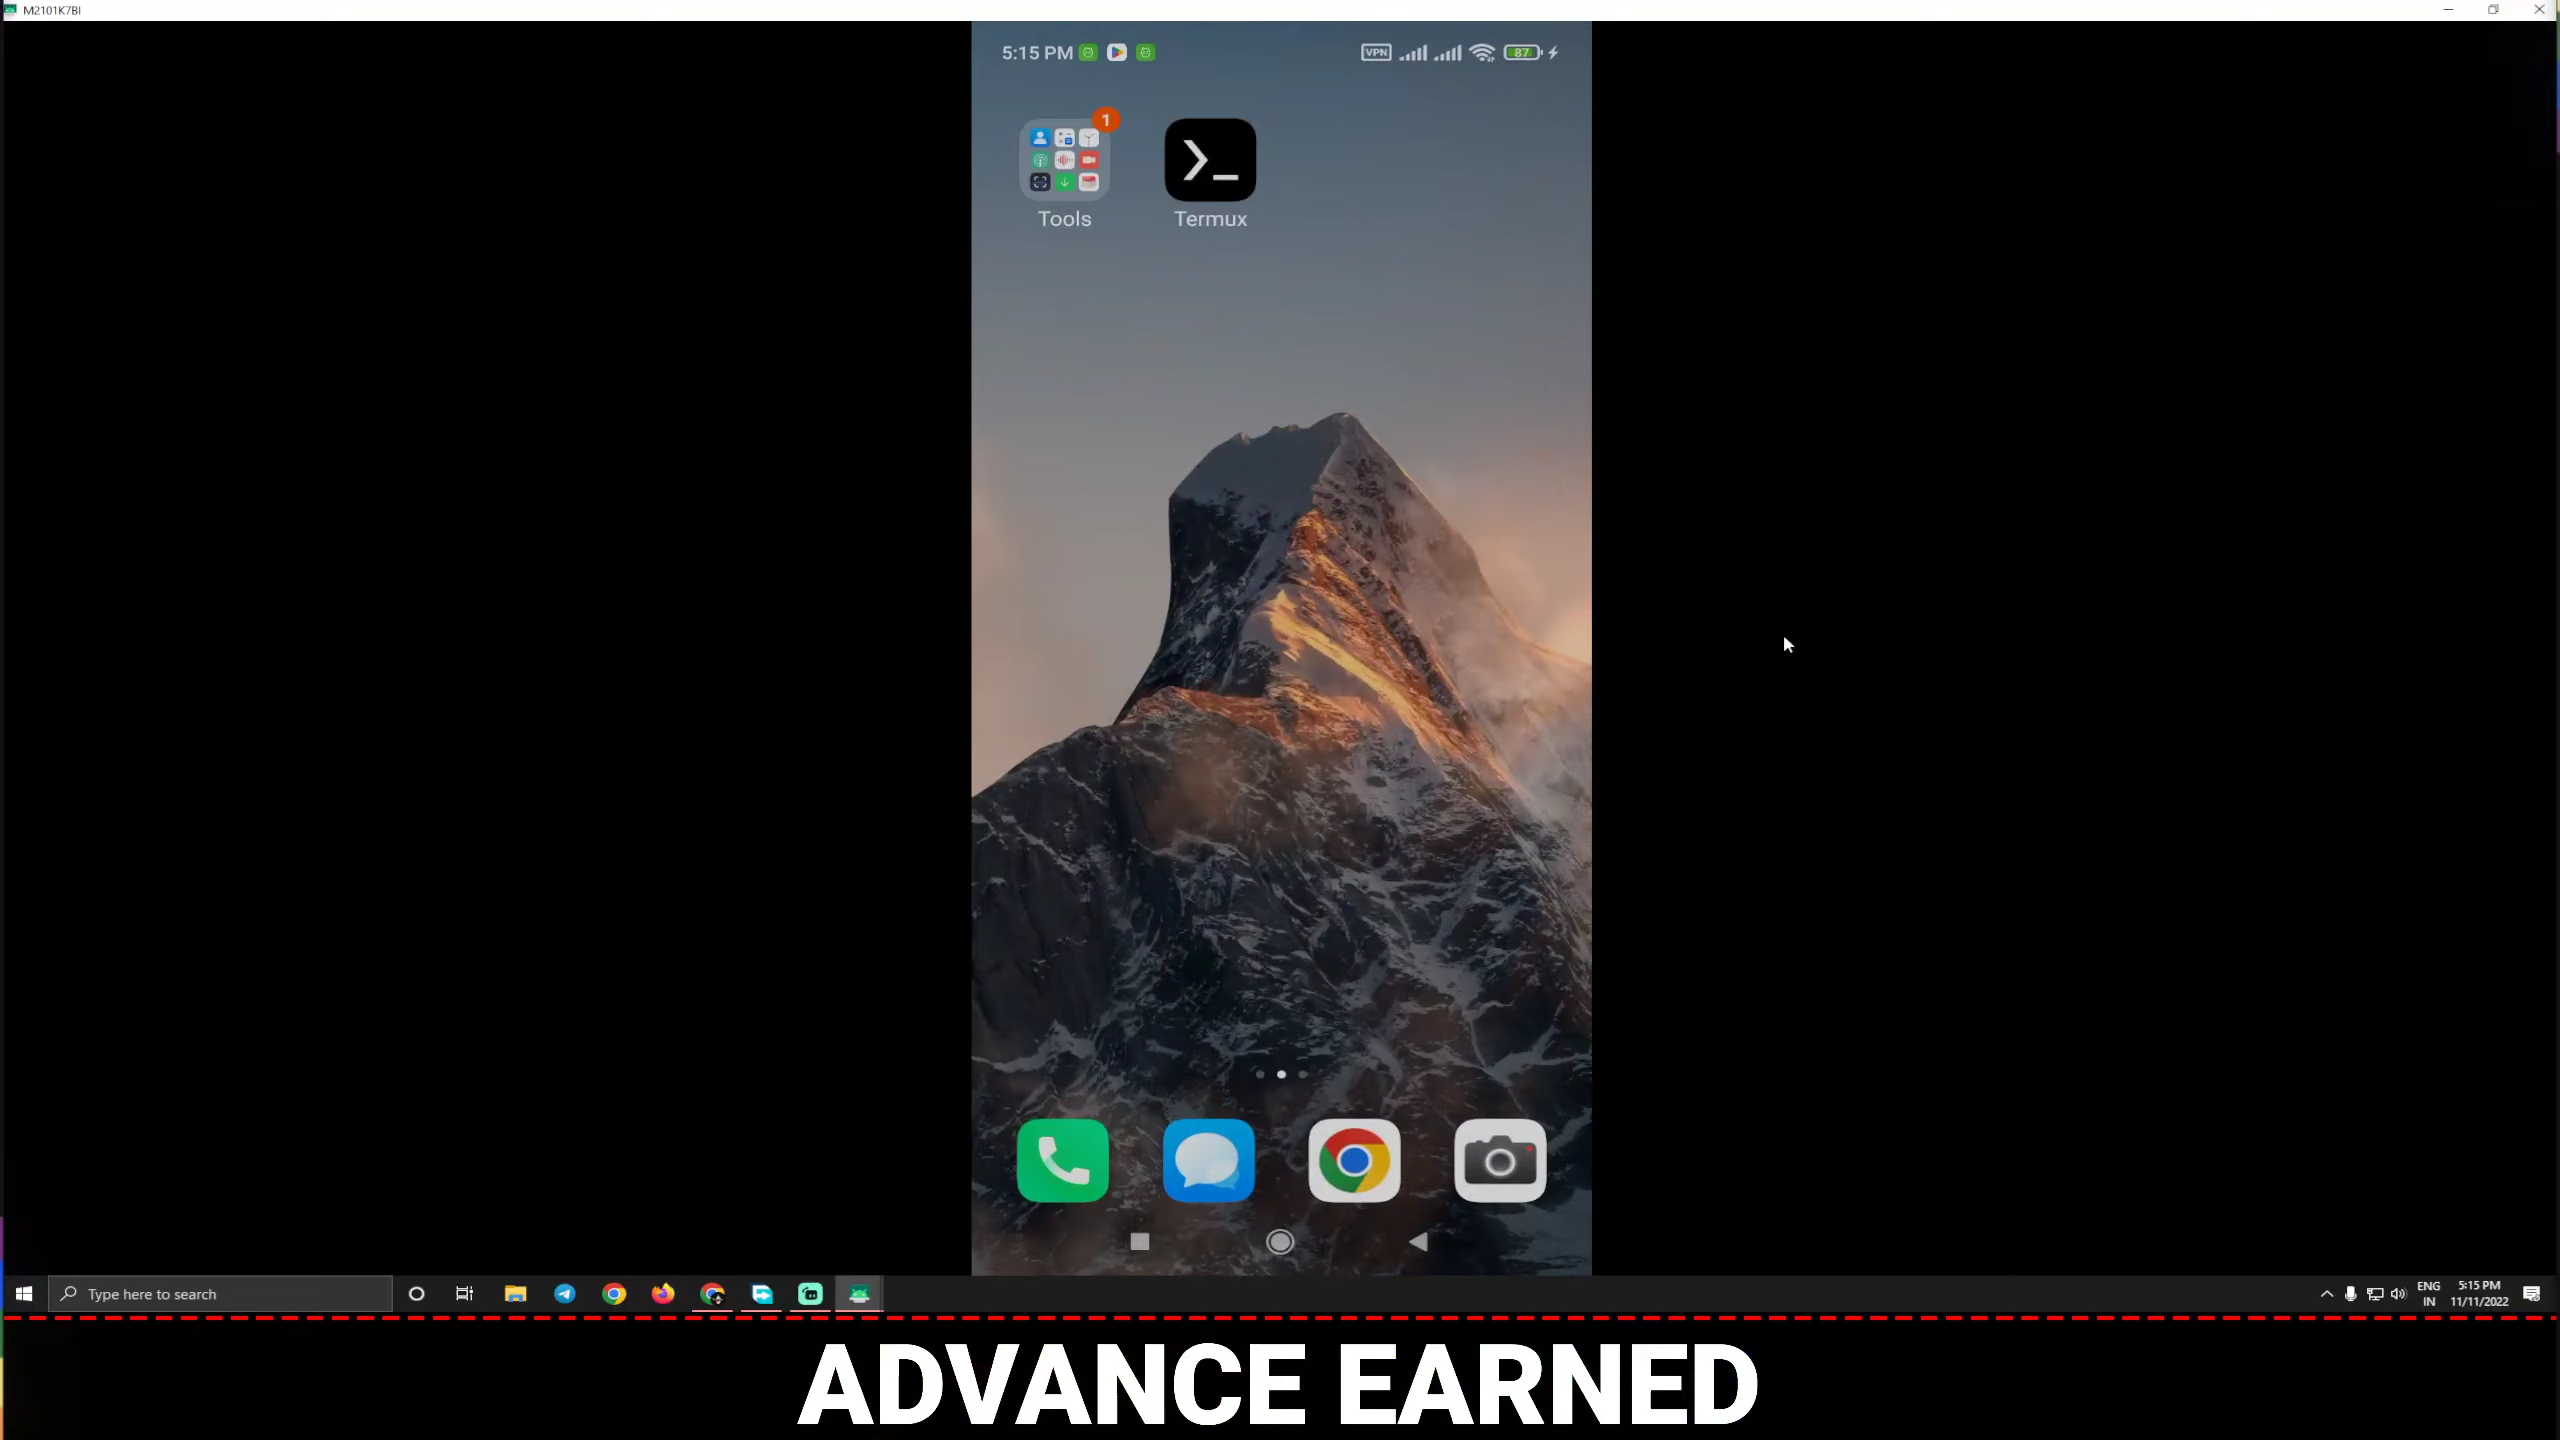 M2101K7BI
5:15 PM
VPN
87
1
Tools
Termux
Type here to search
ENG
IN
5:15 PM
11/11/2022
ADVANCE EARNED